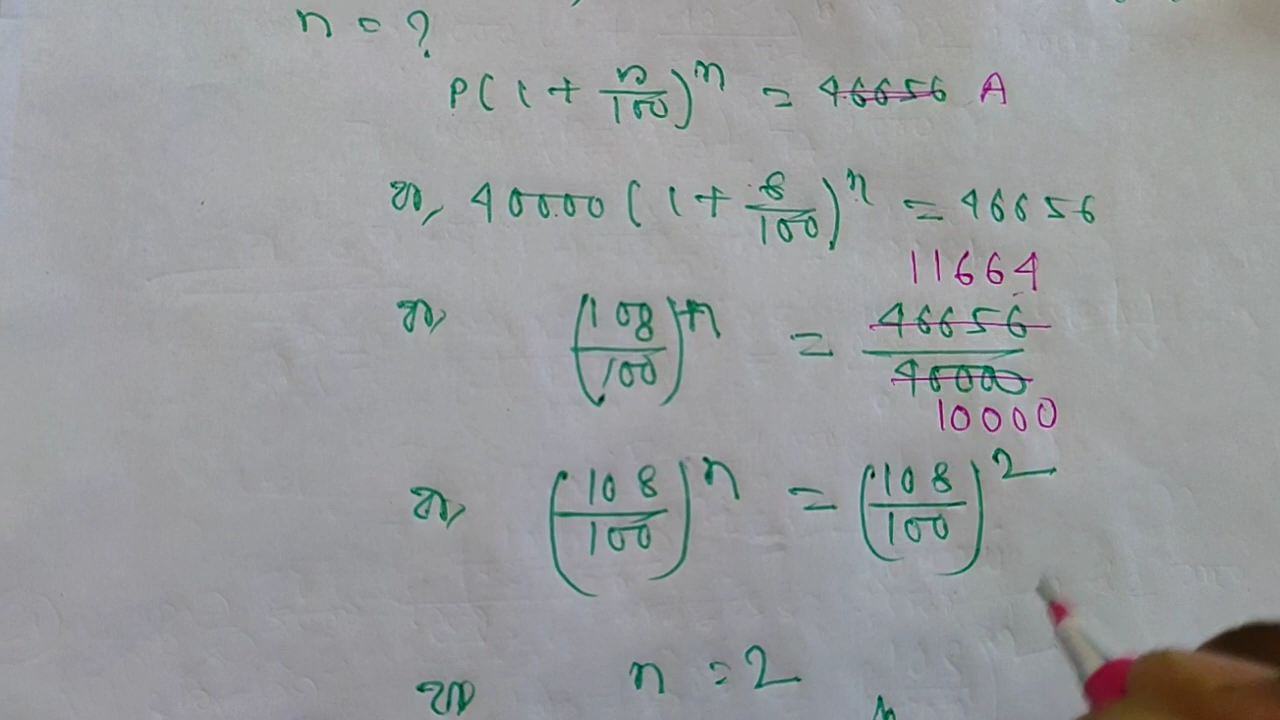 n = ?
P(1 + r/100)^n = 46656 A
বা, 40000 (1 + 8/100)^n = 46656
11664
বা, (108/100)^n = 46656/40000
10000
বা, (108/100)^n = (108/100)^2
বা n = 2